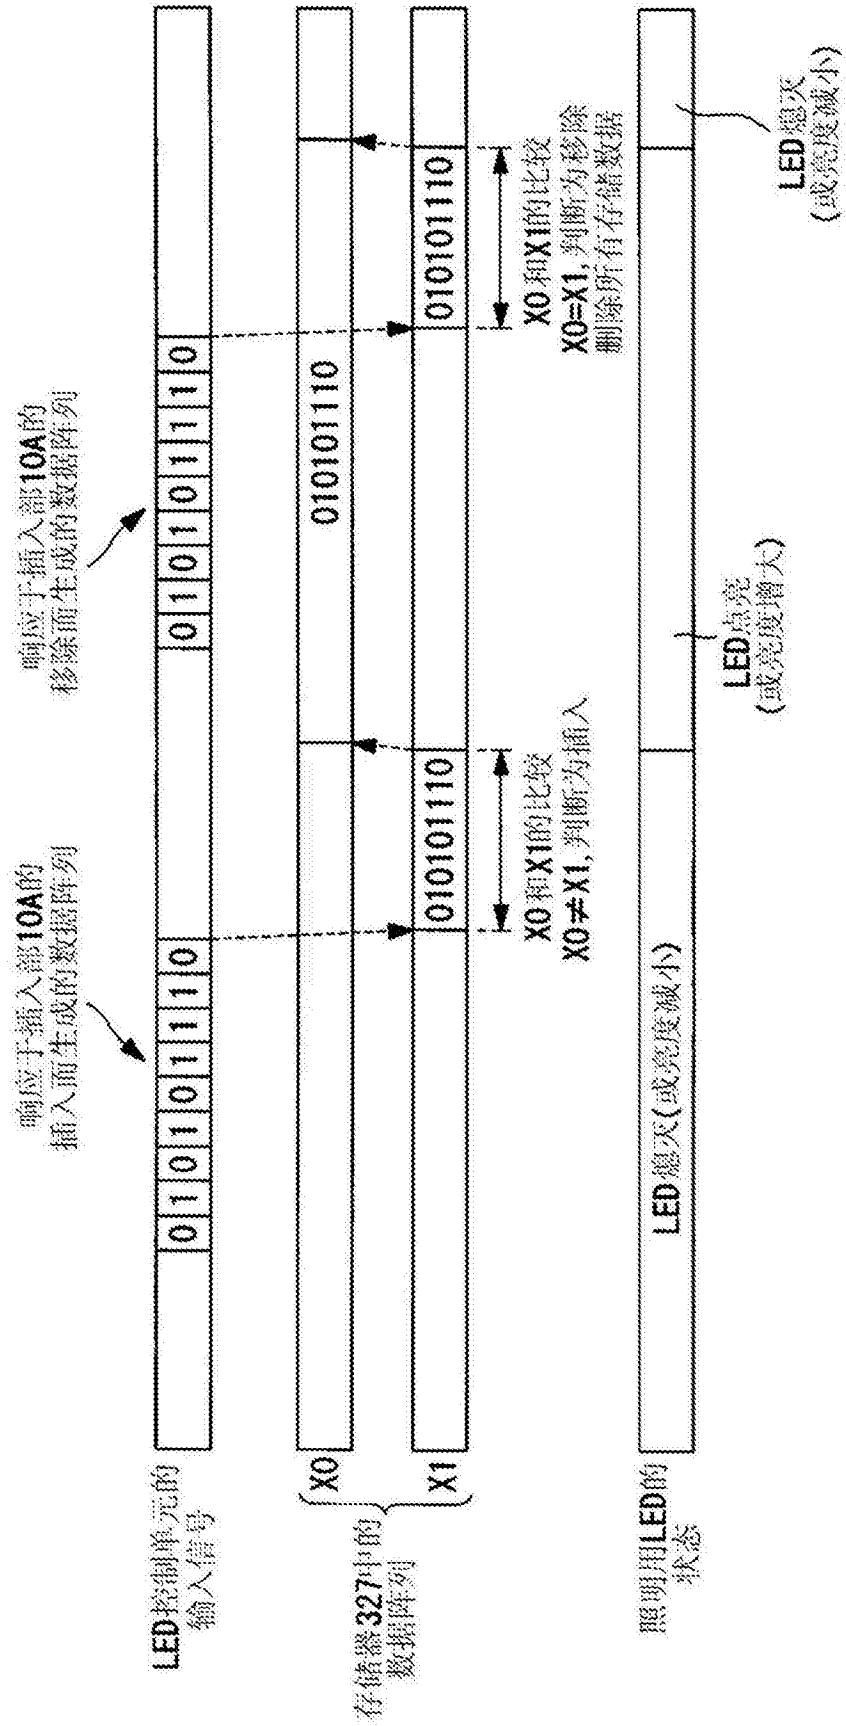 响应于插入部10A的
插入而生成的数据阵列
响应于插入部10A的
移除而生成的数据阵列
LED控制单元的
输入信号
0 1 0 1 0 1 1 1 0
0 1 0 1 0 1 1 1 0
存储器327中的
数据阵列
X0
010101110
X1
010101110
010101110
X0和X1的比较
X0≠X1,判断为插入
X0和X1的比较
X0=X1,判断为移除
删除所有存储数据
照明用LED的
状态
LED熄灭(或亮度减小)
LED点亮
(或亮度增大)
LED熄灭
(或亮度减小)